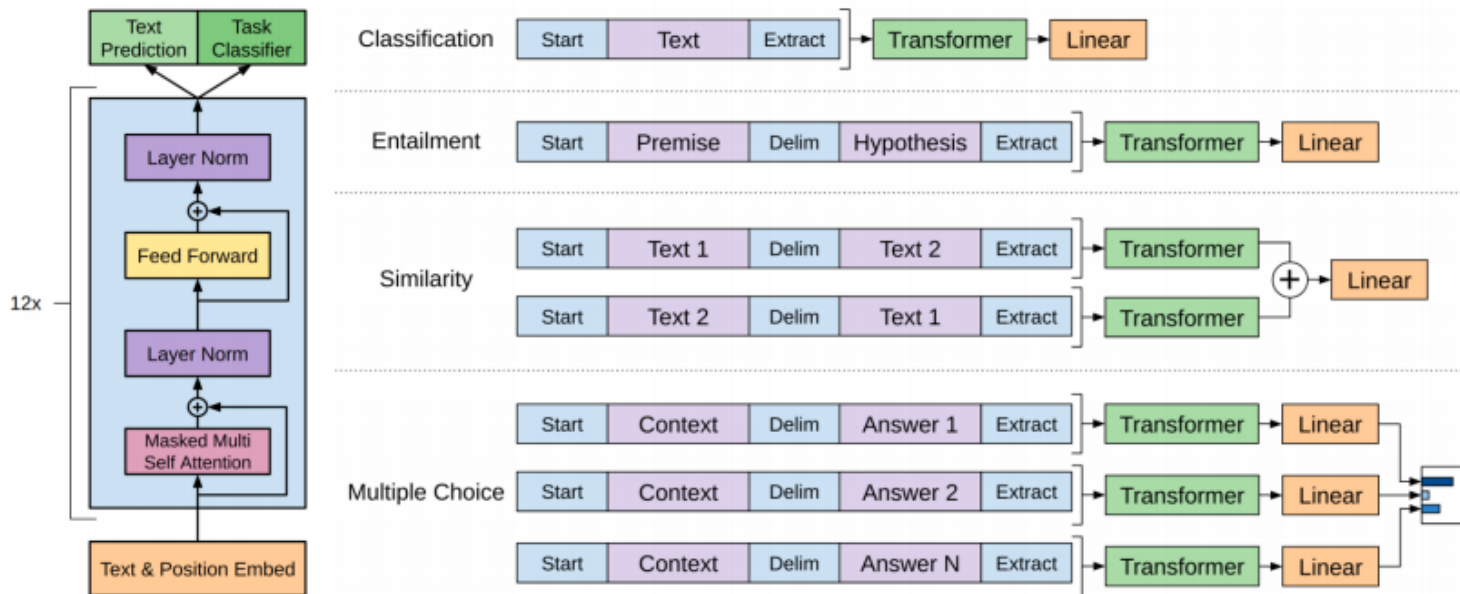 Text
Prediction
Task
Classifier
12x
Layer Norm
Feed Forward
Layer Norm
Masked Multi
Self Attention
Text & Position Embed
Classification Start Text Extract Transformer Linear
Entailment Start Premise Delim Hypothesis Extract Transformer Linear
Similarity
Start Text 1 Delim Text 2 Extract Transformer
Linear
Start Text 2 Delim Text 1 Extract Transformer
Multiple Choice
Start Context Delim Answer 1 Extract Transformer Linear
Start Context Delim Answer 2 Extract Transformer Linear
Start Context Delim Answer N Extract Transformer Linear